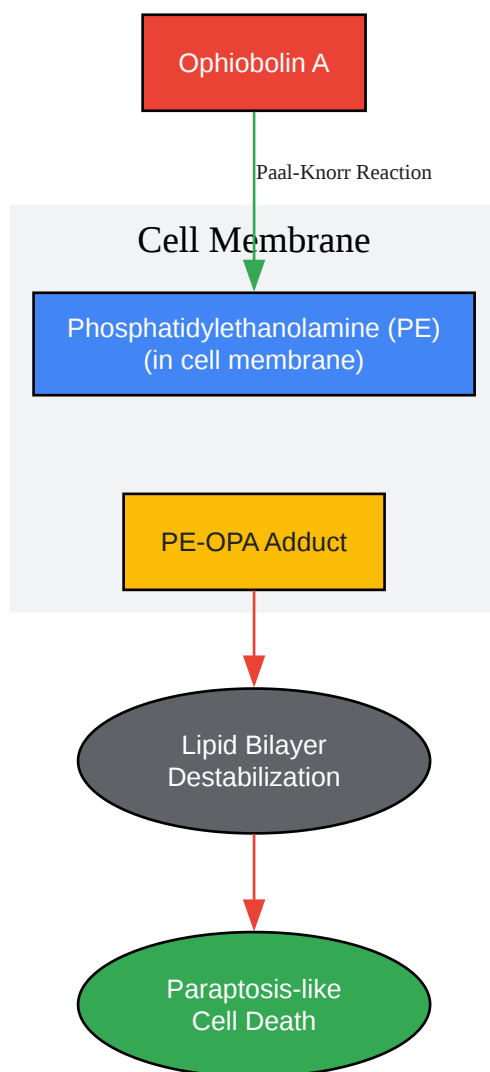 Ophiobolin A
Paal-Knorr Reaction
Cell Membrane
Phosphatidylethanolamine (PE)
(in cell membrane)
PE-OPA Adduct
Lipid Bilayer
Destabilization
Paraptosis-like
Cell Death